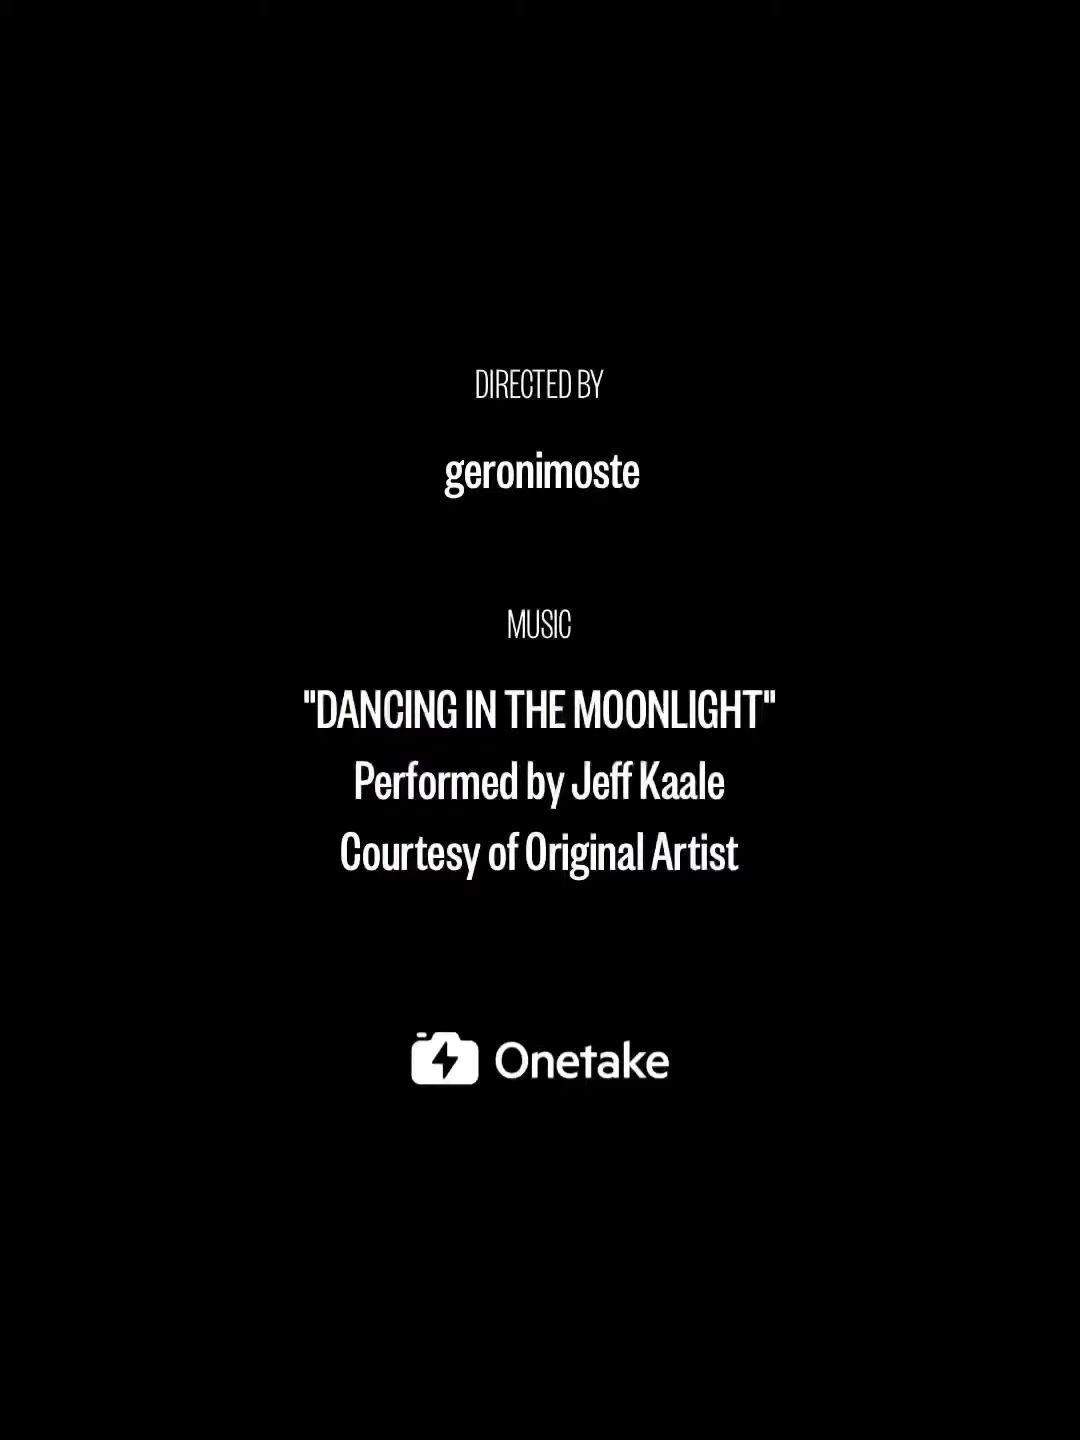 DIRECTED BY
geronimoste
MUSIC
"DANCING IN THE MOONLIGHT"
Performed by Jeff Kaale
Courtesy of Original Artist
Onetake